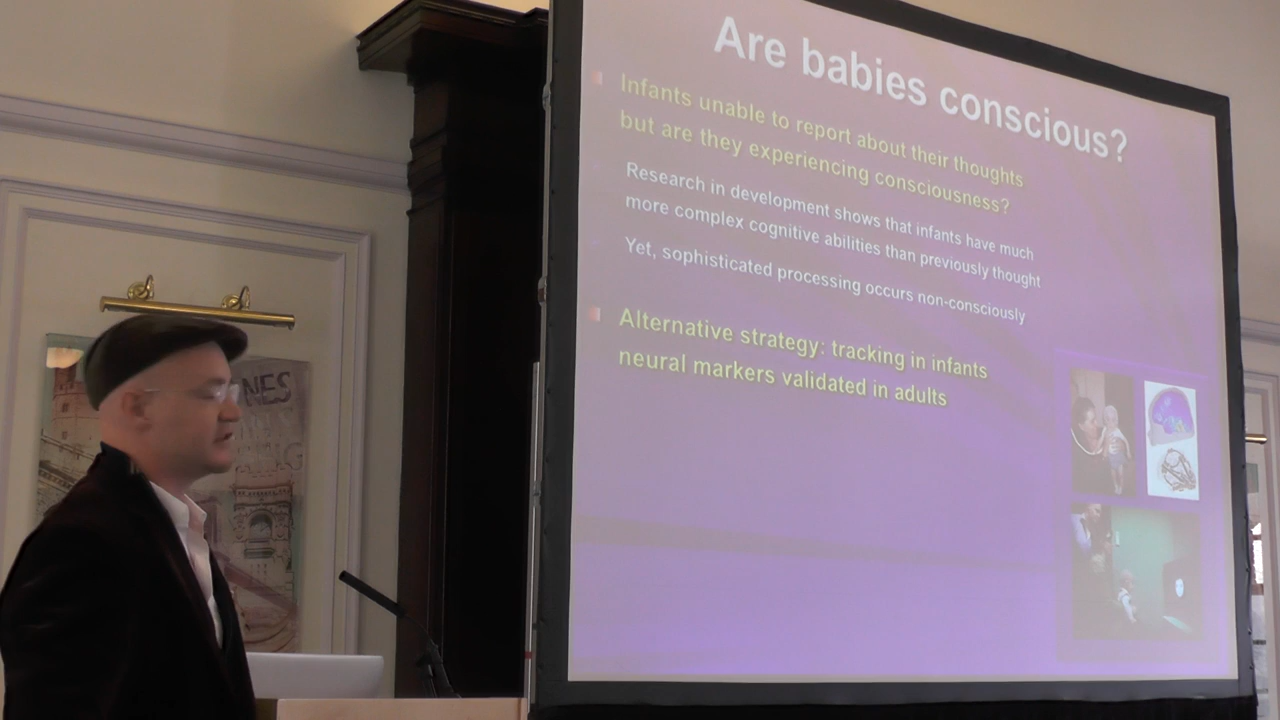 Are babies conscious?
Infants unable to report about their thoughts
but are they experiencing consciousness?
Research in development shows that infants have much
more complex cognitive abilities than previously thought
Yet, sophisticated processing occurs non-consciously
Alternative strategy: tracking in infants
neural markers validated in adults